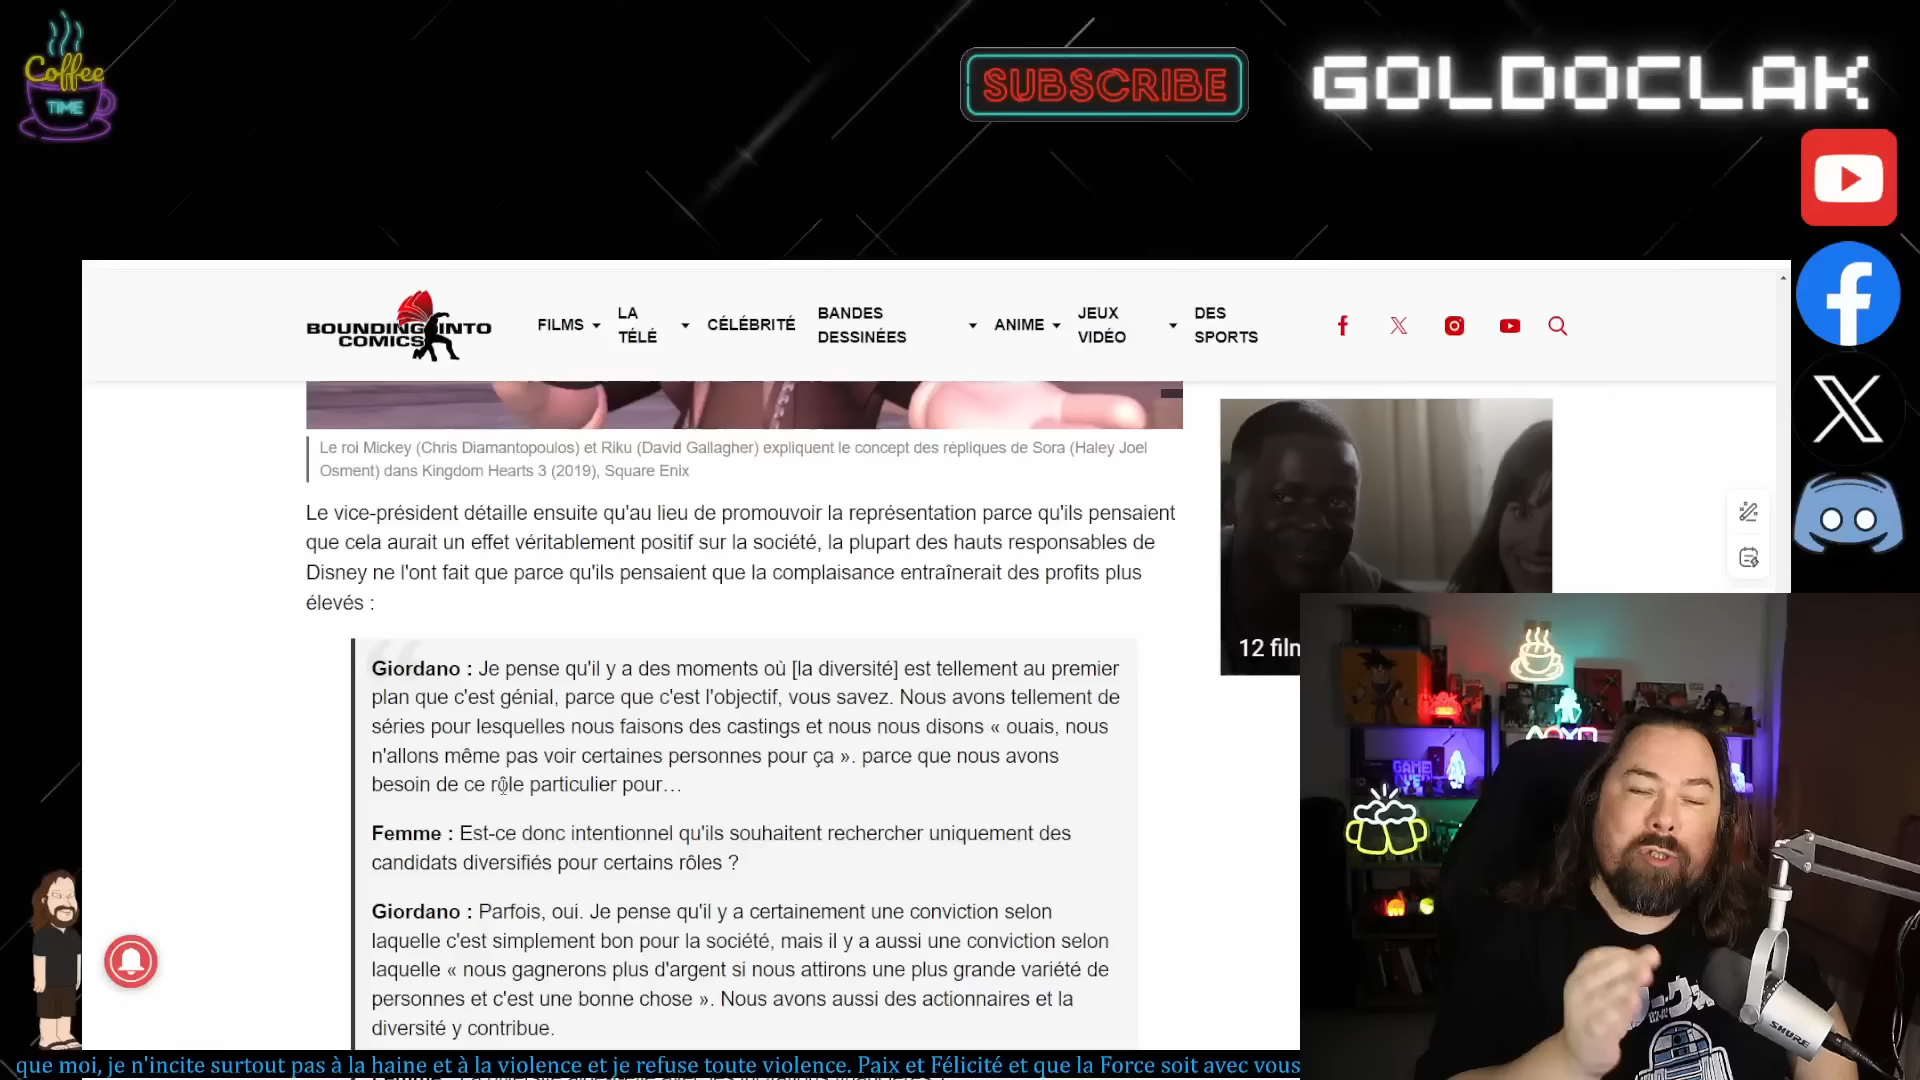 Coffee
TIME
SUBSCRIBE
GOLDOCLAK
BOUNDING INTO
COMICS
FILMS
LA
TÉLÉ
CÉLÉBRITÉ
BANDES
DESSINÉES
ANIME
JEUX
VIDÉO
DES
SPORTS
Le roi Mickey (Chris Diamantopoulos) et Riku (David Gallagher) expliquent le concept des répliques de Sora (Haley Joel
Osment) dans Kingdom Hearts 3 (2019), Square Enix
Le vice-président détaille ensuite qu'au lieu de promouvoir la représentation parce qu'ils pensaient
que cela aurait un effet véritablement positif sur la société, la plupart des hauts responsables de
Disney ne l'ont fait que parce qu'ils pensaient que la complaisance entraînerait des profits plus
élevés :
12 film
Giordano : Je pense qu'il y a des moments où [la diversité] est tellement au premier
plan que c'est génial, parce que c'est l'objectif, vous savez. Nous avons tellement de
séries pour lesquelles nous faisons des castings et nous nous disons « ouais, nous
n'allons même pas voir certaines personnes pour ça ». parce que nous avons
besoin de ce rôle particulier pour…
Femme : Est-ce donc intentionnel qu'ils souhaitent rechercher uniquement des
candidats diversifiés pour certains rôles ?
Giordano : Parfois, oui. Je pense qu'il y a certainement une conviction selon
laquelle c'est simplement bon pour la société, mais il y a aussi une conviction selon
laquelle « nous gagnerons plus d'argent si nous attirons une plus grande variété de
personnes et c'est une bonne chose ». Nous avons aussi des actionnaires et la
diversité y contribue.
GAME
SHURE
que moi, je n'incite surtout pas à la haine et à la violence et je refuse toute violence. Paix et Félicité et que la Force soit avec vous